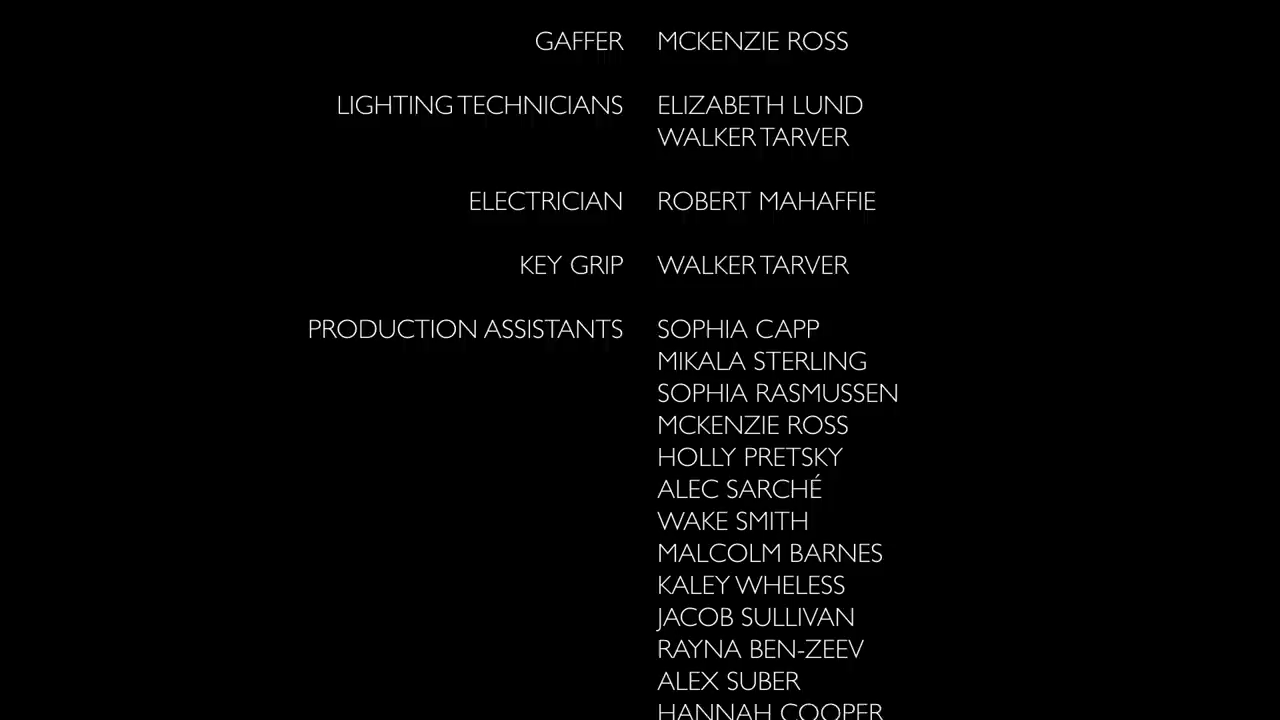 GAFFER MCKENZIE ROSS
LIGHTING TECHNICIANS ELIZABETH LUND
WALKER TARVER
ELECTRICIAN ROBERT MAHAFFIE
KEY GRIP WALKER TARVER
PRODUCTION ASSISTANTS SOPHIA CAPP
MIKALA STERLING
SOPHIA RASMUSSEN
MCKENZIE ROSS
HOLLY PRETSKY
ALEC SARCHÉ
WAKE SMITH
MALCOLM BARNES
KALEY WHELESS
JACOB SULLIVAN
RAYNA BEN-ZEEV
ALEX SUBER
HANNAH COOPER